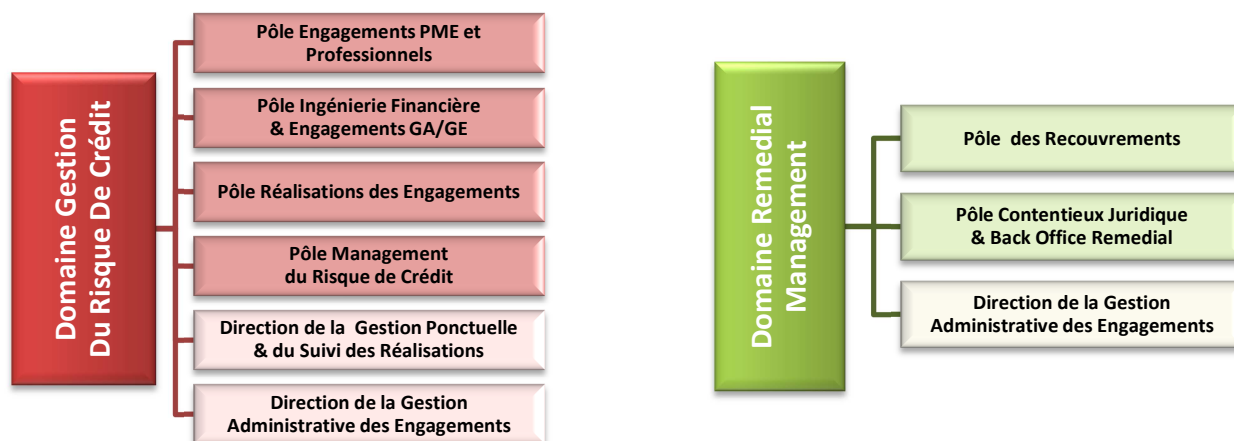 Domaine Gestion
Du Risque De Crédit
Pôle Engagements PME et
Professionnels
Pôle Ingénierie Financière
& Engagements GA/GE
Pôle Réalisations des Engagements
Pôle Management
du Risque de Crédit
Direction de la Gestion Ponctuelle
& du Suivi des Réalisations
Direction de la Gestion
Administrative des Engagements
Domaine Remedial
Management
Pôle des Recouvrements
Pôle Contentieux Juridique
& Back Office Remedial
Direction de la Gestion
Administrative des Engagements